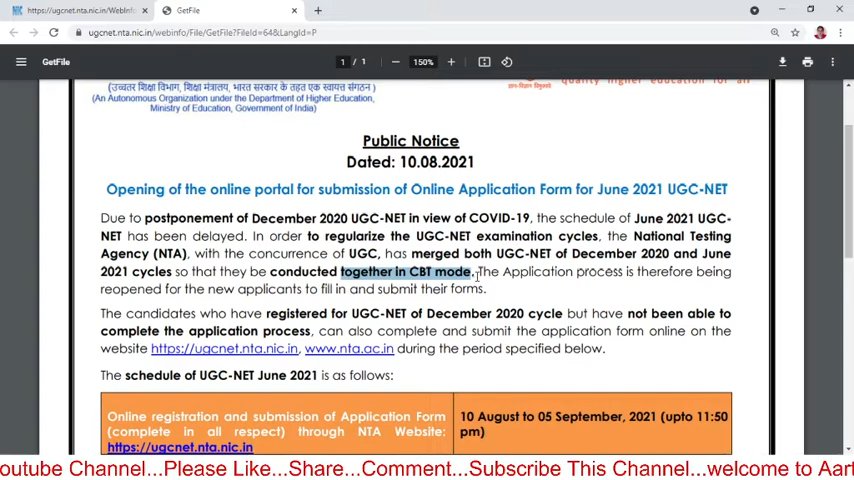 https://ugcnet.nta.nic.in/WebInfo
GetFile
ugcnet.nta.nic.in/webinfo/File/GetFile?FileId=64&LangId=P
GetFile
1 / 1
150%
(उच्चतर शिक्षा विभाग, शिक्षा मंत्रालय, भारत सरकार के तहत एक स्वायत्त संगठन)
(An Autonomous Organization under the Department of Higher Education,
Ministry of Education, Government of India)
ज्ञान-विज्ञान विमुक्तये
quality higher education for all
Public Notice
Dated: 10.08.2021
Opening of the online portal for submission of Online Application Form for June 2021 UGC-NET
Due to postponement of December 2020 UGC-NET in view of COVID-19, the schedule of June 2021 UGC-
NET has been delayed. In order to regularize the UGC-NET examination cycles, the National Testing
Agency (NTA), with the concurrence of UGC, has merged both UGC-NET of December 2020 and June
2021 cycles so that they be conducted together in CBT mode. The Application process is therefore being
reopened for the new applicants to fill in and submit their forms.
The candidates who have registered for UGC-NET of December 2020 cycle but have not been able to
complete the application process, can also complete and submit the application form online on the
website https://ugcnet.nta.nic.in, www.nta.ac.in during the period specified below.
The schedule of UGC-NET June 2021 is as follows:
Online registration and submission of Application Form
(complete in all respect) through NTA Website:
https://ugcnet.nta.nic.in
10 August to 05 September, 2021 (upto 11:50
pm)
outube Channel...Please Like...Share...Comment...Subscribe This Channel...welcome to Aart